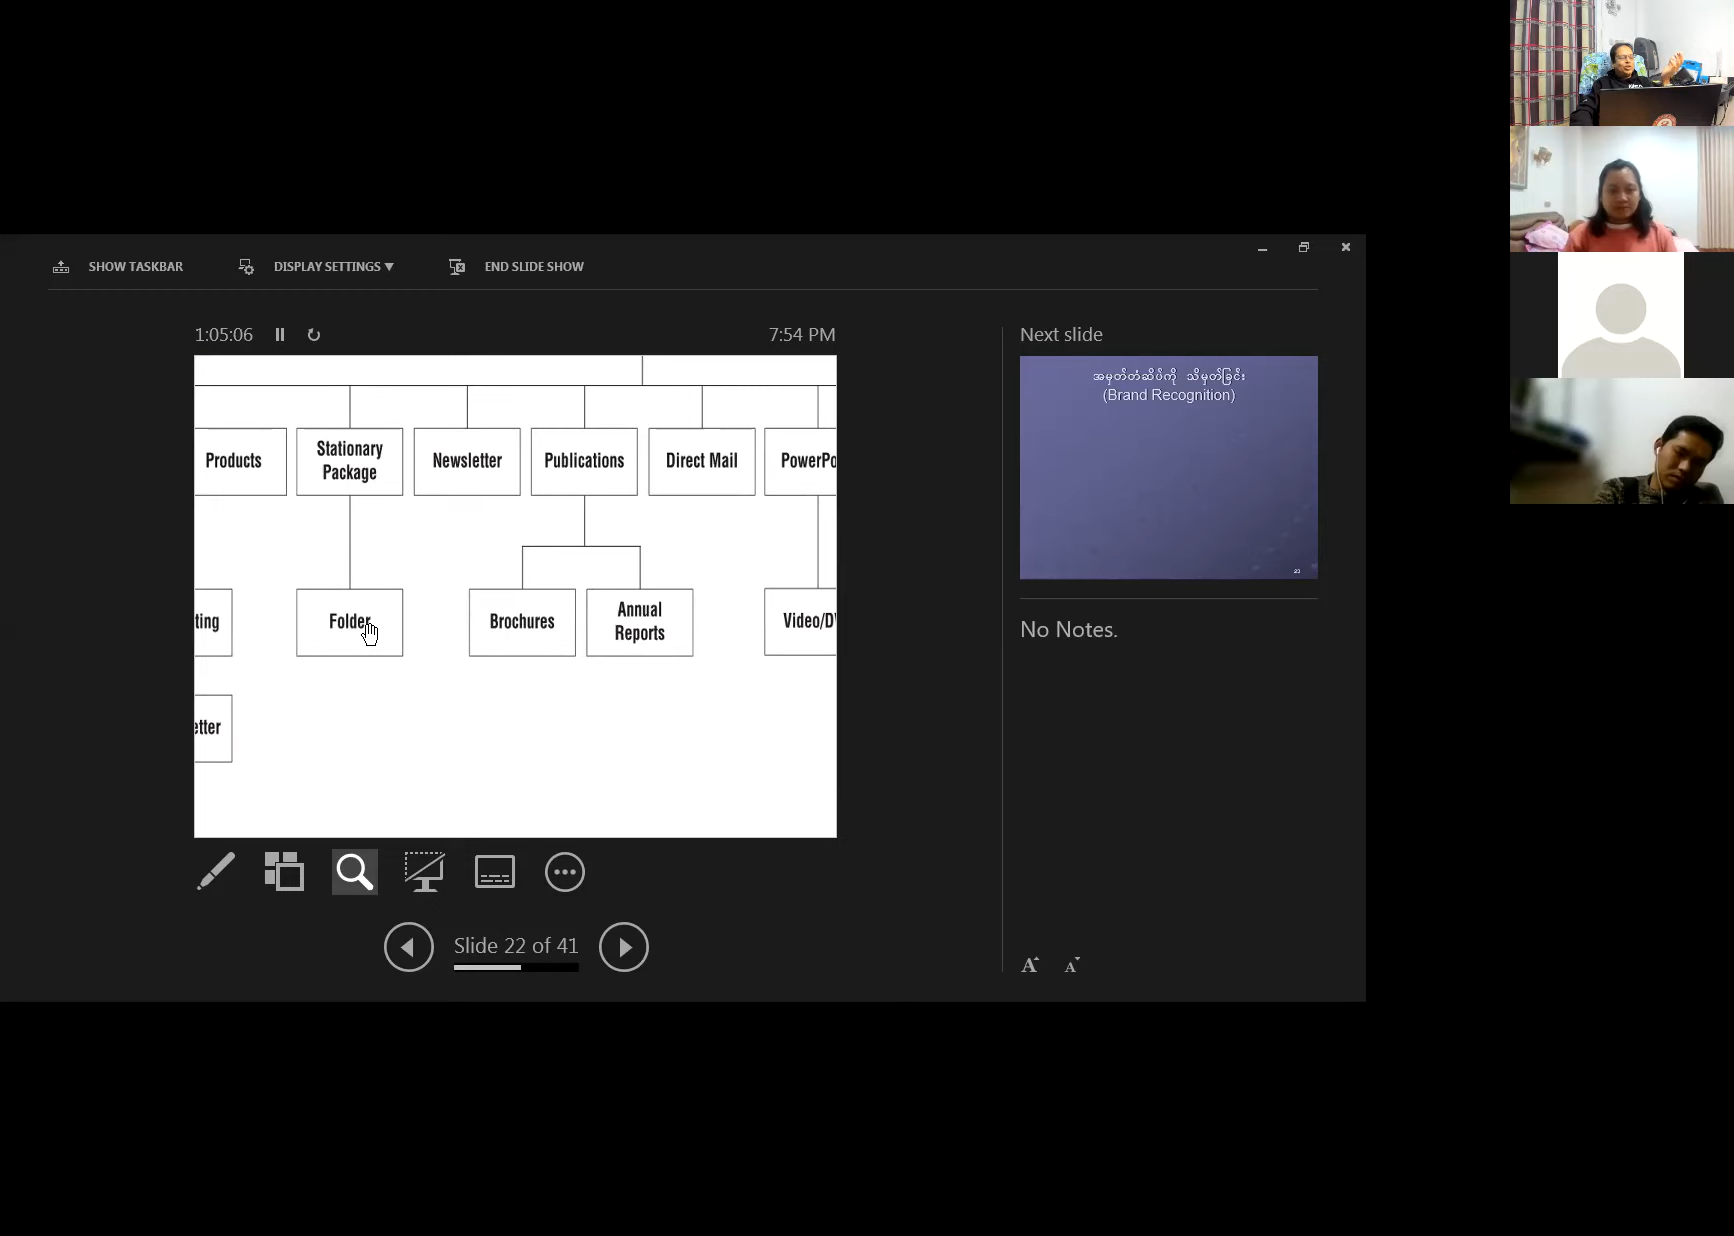 SHOW TASKBAR
DISPLAY SETTINGS
END SLIDE SHOW
1:05:06
7:54 PM
Products
Stationary
Package
Newsletter
Publications
Direct Mail
PowerPo
ting
Folder
Brochures
Annual
Reports
Video/D
etter
Slide 22 of 41
Next slide
အမှတ်တံဆိပ်ကို သိမှတ်ခြင်း
(Brand Recognition)
No Notes.
A A